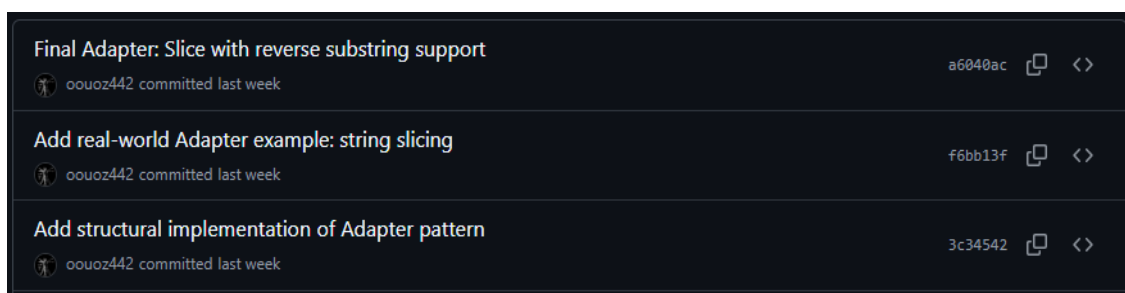 Final Adapter: Slice with reverse substring support
a6040ac
oouoz442 committed last week
Add real-world Adapter example: string slicing
f6bb13f
oouoz442 committed last week
Add structural implementation of Adapter pattern
3c34542
oouoz442 committed last week